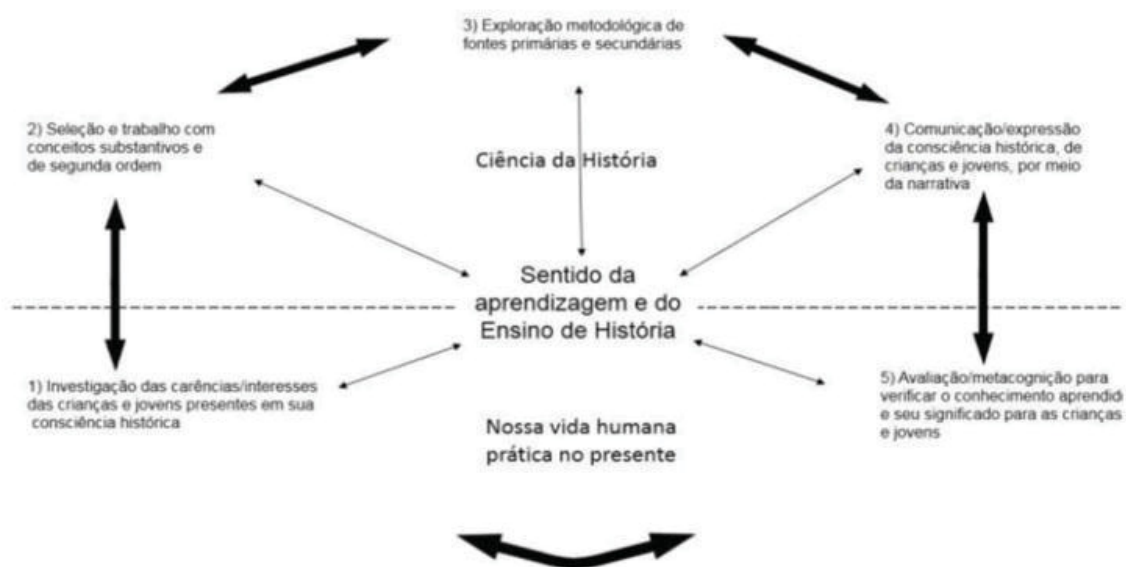 3) Exploração metodológica de
fontes primárias e secundárias
2) Seleção e trabalho com
conceitos substantivos e
de segunda ordem
4) Comunicação/expressão
da consciência histórica, de
crianças e jovens, por meio
da narrativa
Ciência da História
Sentido da
aprendizagem e do
Ensino de História
1) Investigação das carências/interesses
das crianças e jovens presentes em sua
consciência histórica
5) Avaliação/metacognição para
verificar o conhecimento aprendid
e seu significado para as crianças
e jovens
Nossa vida humana
prática no presente